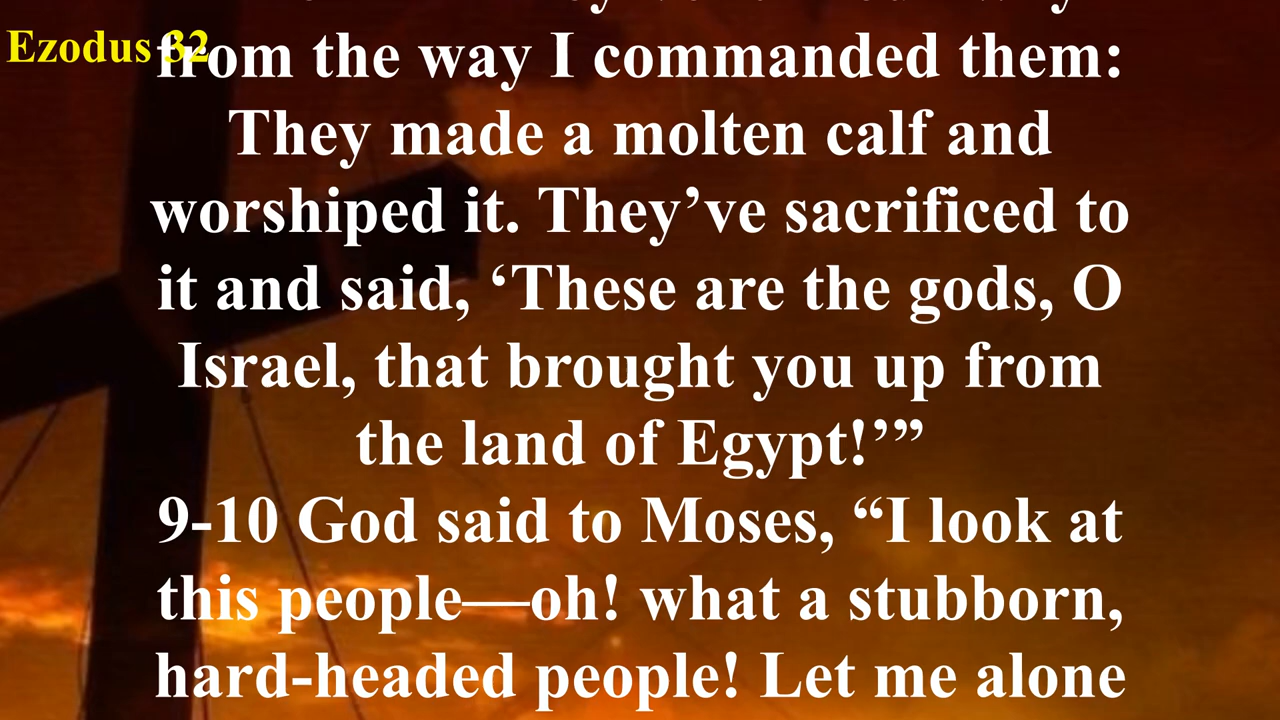 Ezodus 32
from the way I commanded them:
They made a molten calf and
worshiped it. They’ve sacrificed to
it and said, ‘These are the gods, O
Israel, that brought you up from
the land of Egypt!’”
9-10 God said to Moses, “I look at
this people—oh! what a stubborn,
hard-headed people! Let me alone